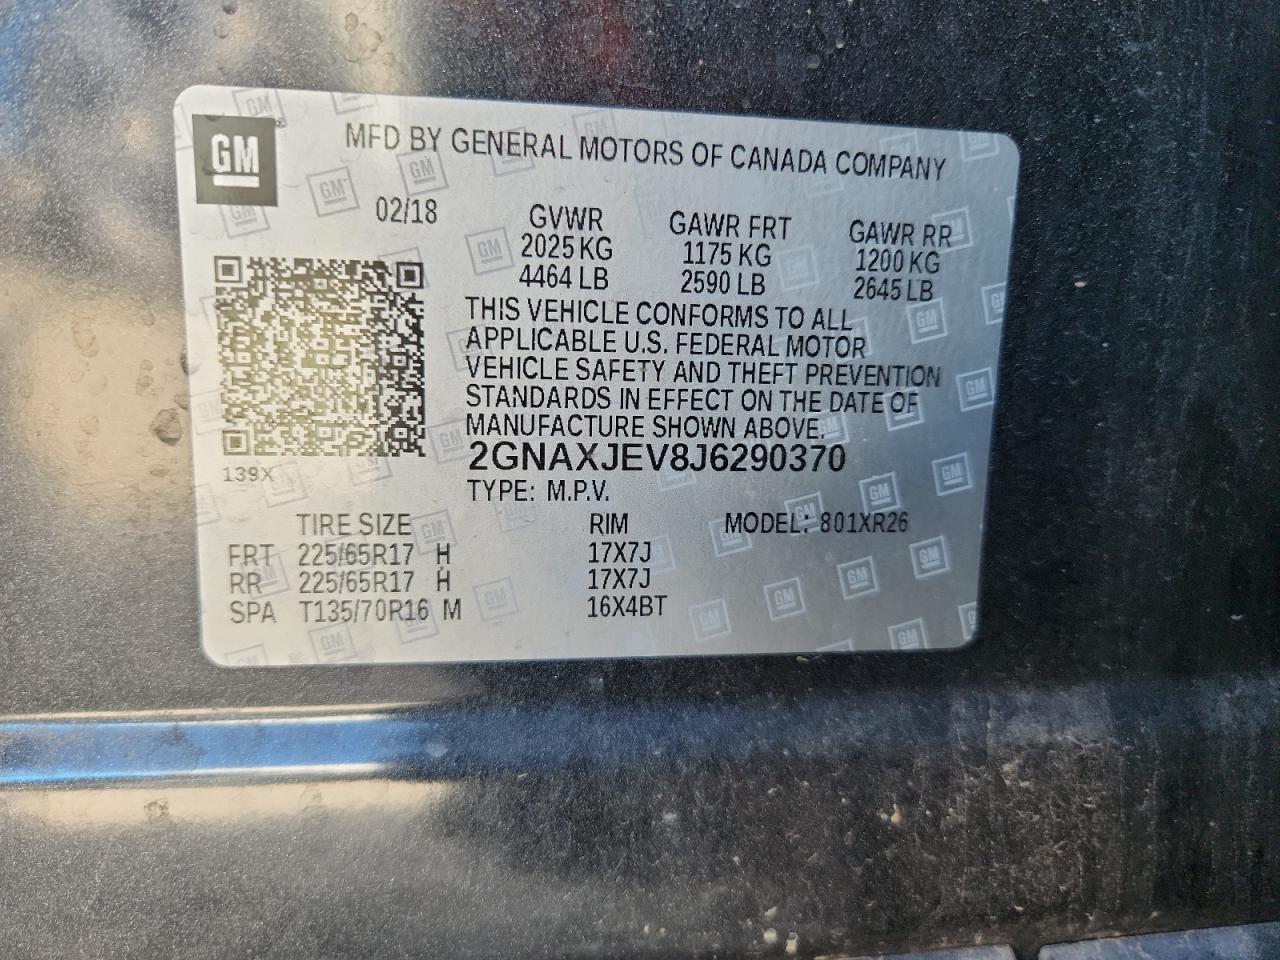 GM
MFD BY GENERAL MOTORS OF CANADA COMPANY
02/18
GVWR GAWR FRT GAWR RR
2025 KG 1175 KG 1200 KG
4464 LB 2590 LB 2645 LB
THIS VEHICLE CONFORMS TO ALL
APPLICABLE U.S. FEDERAL MOTOR
VEHICLE SAFETY AND THEFT PREVENTION
STANDARDS IN EFFECT ON THE DATE OF
MANUFACTURE SHOWN ABOVE.
2GNAXJEV8J6290370
139X
TYPE: M.P.V.
TIRE SIZE RIM MODEL: 801XR26
FRT 225/65R17 H 17X7J
RR 225/65R17 H 17X7J
SPA T135/70R16 M 16X4BT